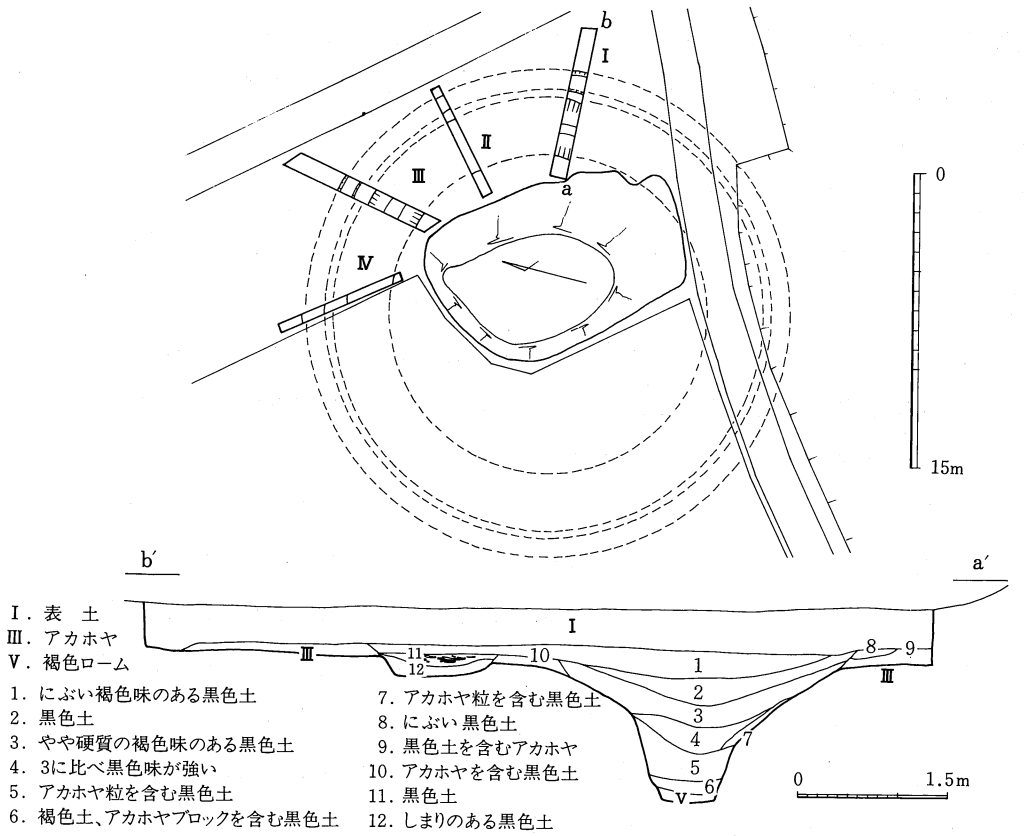 b
I
II
III
IV
a
0
15m
b′
a′
I
III
11
12
10
1
2
3
4
5
6
7
8
9
III
V
0
1.5m
I. 表 土
III. アカホヤ
V. 褐色ローム
1. にぶい褐色味のある黒色土
2. 黒色土
3. やや硬質の褐色味のある黒色土
4. 3に比べ黒色味が強い
5. アカホヤ粒を含む黒色土
6. 褐色土、アカホヤブロックを含む黒色土
7. アカホヤ粒を含む黒色土
8. にぶい黒色土
9. 黒色土を含むアカホヤ
10. アカホヤを含む黒色土
11. 黒色土
12. しまりのある黒色土